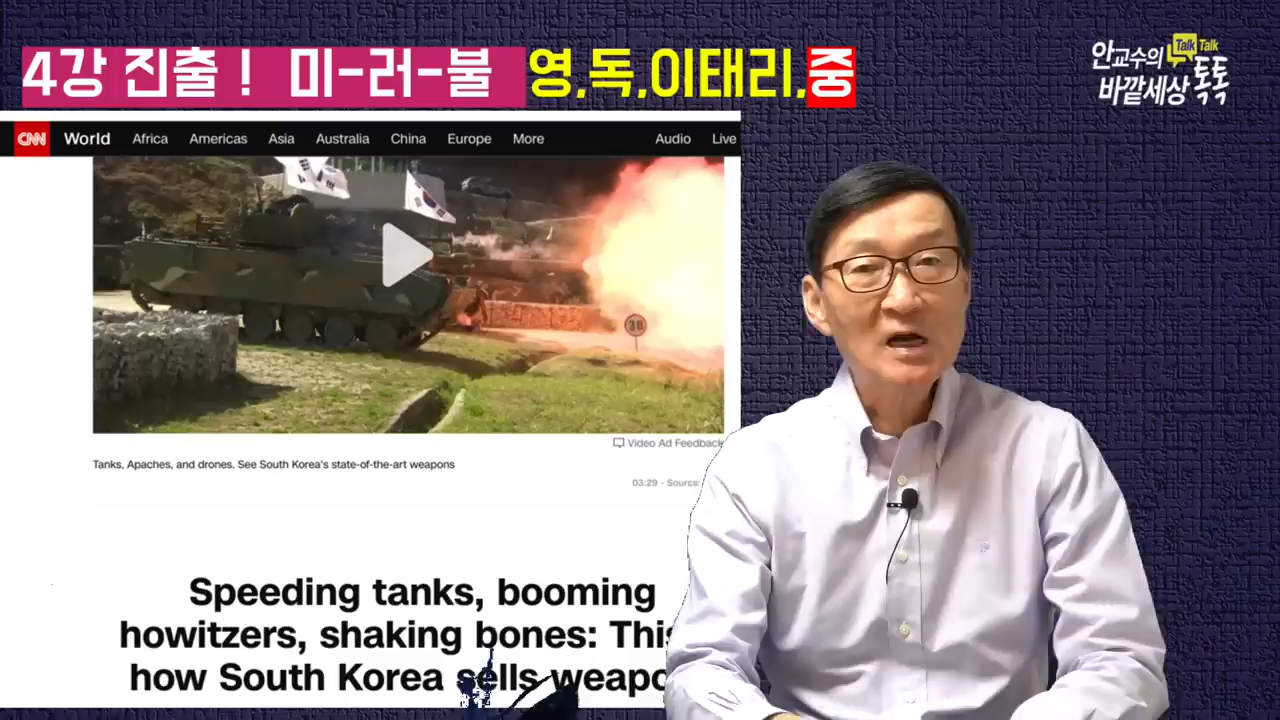 4강 진출 ! 미-러-불 영,독,이태리,중
안교수의 Talk Talk
바깥세상 톡톡
CNN World Africa Americas Asia Australia China Europe More Audio Live
30
Video Ad Feedback
Tanks, Apaches, and drones. See South Korea's state-of-the-art weapons
03:29 - Source:
Speeding tanks, booming
howitzers, shaking bones: This
how South Korea sells